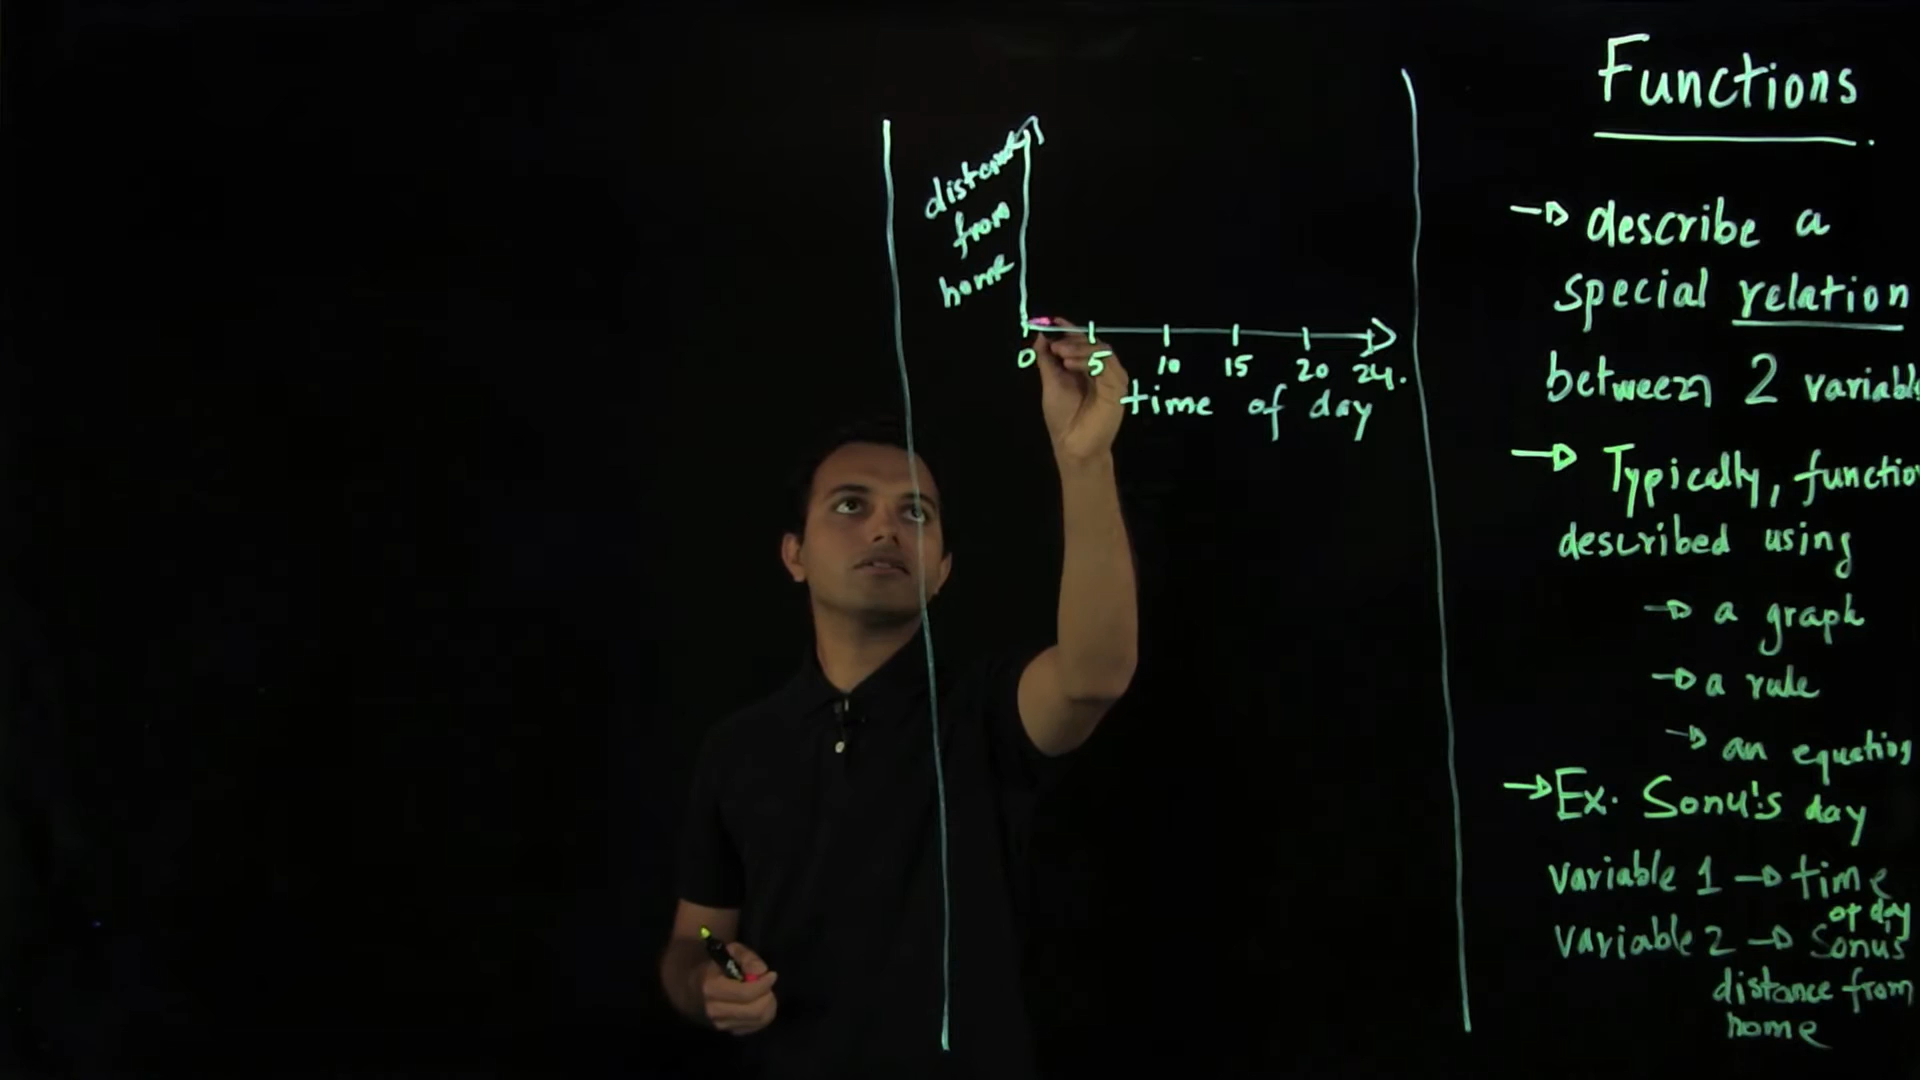 distance
from
home
0 5 10 15 20 24.
time of day
Functions
describe a
special relation
between 2 variabl
Typically, functio
described using
a graph
a rule
an equation
Ex. Sonu's day
variable 1 → time
of day
variable 2 → Sonus
distance from
home